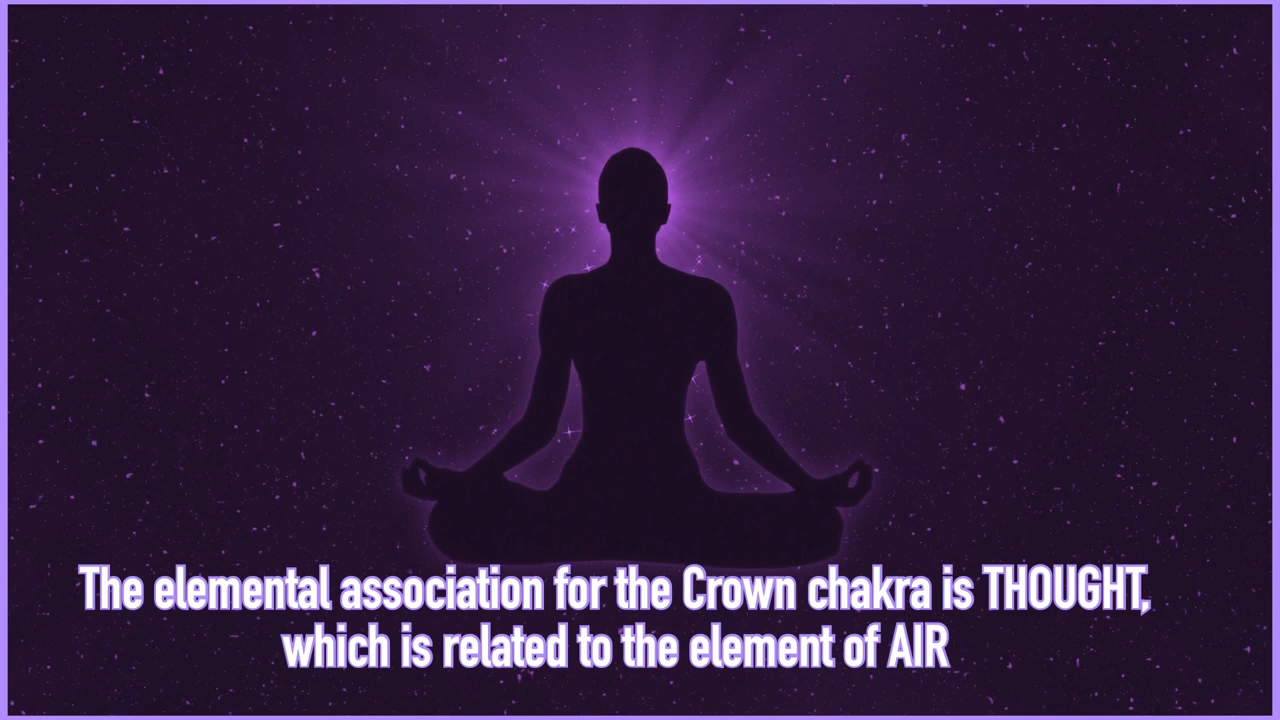 The elemental association for the Crown chakra is THOUGHT,
which is related to the element of AIR